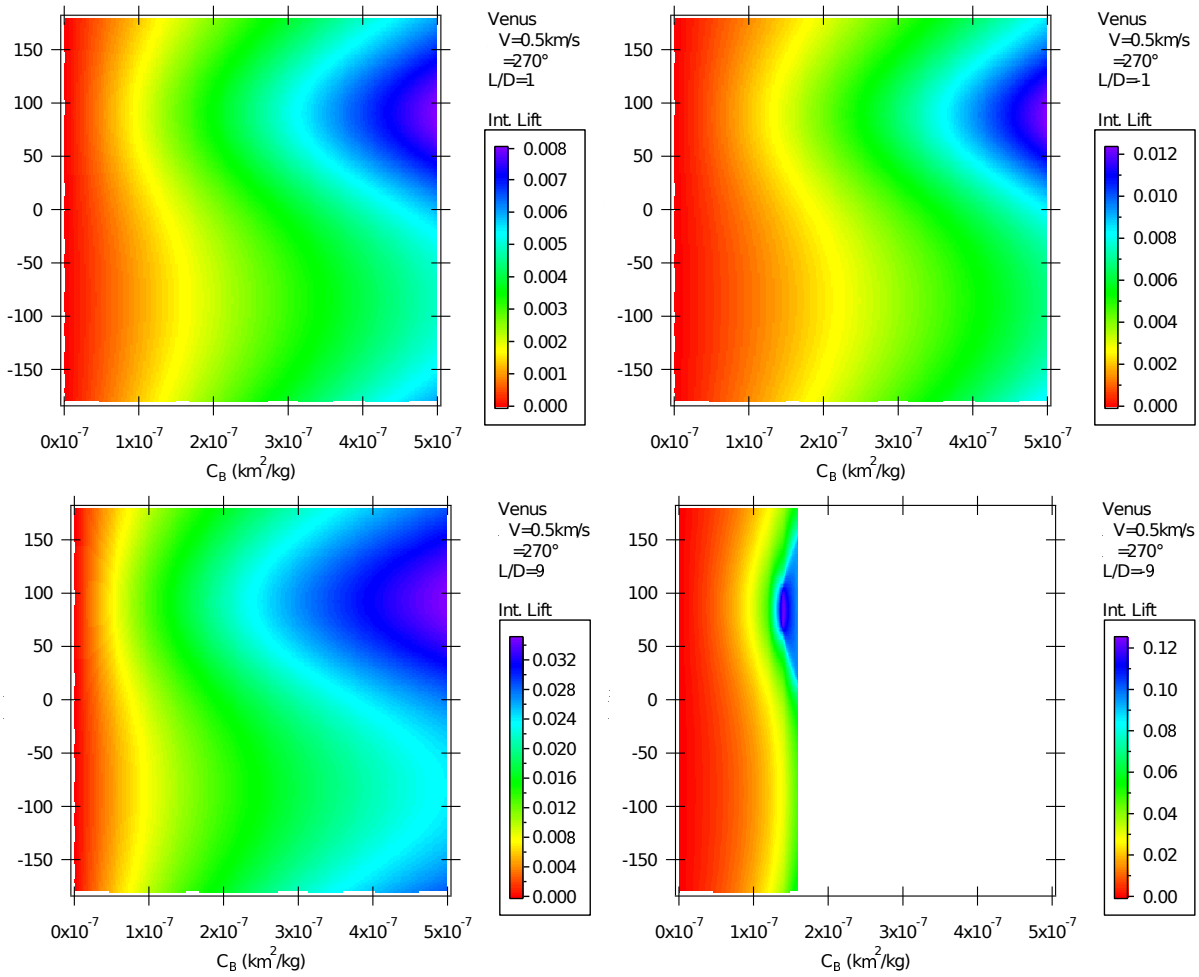 Venus
V=0.5km/s
=270°
L/D=1
Int. Lift
0.008
0.007
0.006
0.005
0.004
0.003
0.002
0.001
0.000
150
100
50
0
-50
-100
-150
0x10⁻⁷ 1x10⁻⁷ 2x10⁻⁷ 3x10⁻⁷ 4x10⁻⁷ 5x10⁻⁷
C_B (km²/kg)
Venus
V=0.5km/s
=270°
L/D=-1
Int. Lift
0.012
0.010
0.008
0.006
0.004
0.002
0.000
150
100
50
0
-50
-100
-150
0x10⁻⁷ 1x10⁻⁷ 2x10⁻⁷ 3x10⁻⁷ 4x10⁻⁷ 5x10⁻⁷
C_B (km²/kg)
Venus
V=0.5km/s
=270°
L/D=9
Int. Lift
0.032
0.028
0.024
0.020
0.016
0.012
0.008
0.004
0.000
150
100
50
0
-50
-100
-150
0x10⁻⁷ 1x10⁻⁷ 2x10⁻⁷ 3x10⁻⁷ 4x10⁻⁷ 5x10⁻⁷
C_B (km²/kg)
Venus
V=0.5km/s
=270°
L/D=-9
Int. Lift
0.12
0.10
0.08
0.06
0.04
0.02
0.00
150
100
50
0
-50
-100
-150
0x10⁻⁷ 1x10⁻⁷ 2x10⁻⁷ 3x10⁻⁷ 4x10⁻⁷ 5x10⁻⁷
C_B (km²/kg)